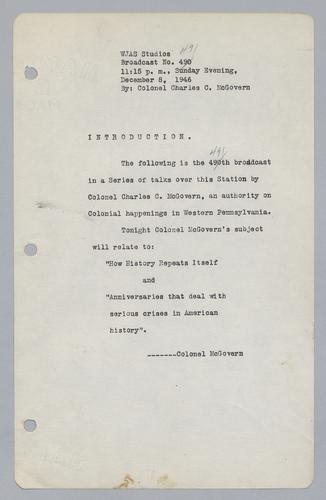 WJAS Studios
491
Broadcast No. 490
11:15 p. m., Sunday Evening,
December 8, 1946
By: Colonel Charles C. McGovern
INTRODUCTION.
491
The following is the 490th broadcast
in a Series of talks over this Station by
Colonel Charles C. McGovern, an authority on
Colonial happenings in Western Pennsylvania.
Tonight Colonel McGovern's subject
will relate to:
"How History Repeats Itself
and
"Anniversaries that deal with
serious crises in American
history".
-------Colonel McGovern